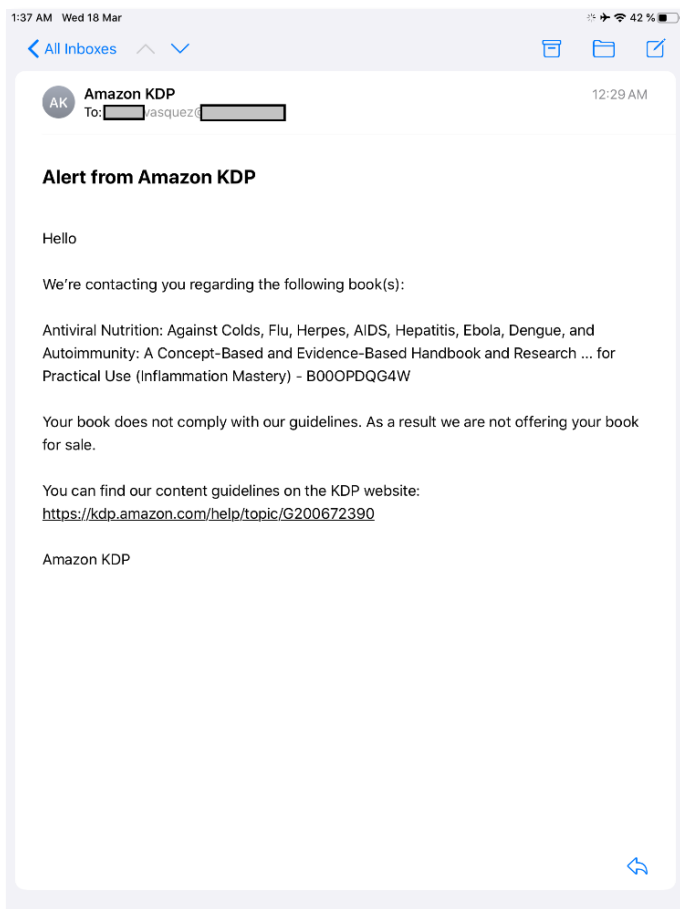 1:37 AM Wed 18 Mar
42 %
All Inboxes
AK
Amazon KDP
12:29 AM
To: vasquez@
Alert from Amazon KDP
Hello
We're contacting you regarding the following book(s):
Antiviral Nutrition: Against Colds, Flu, Herpes, AIDS, Hepatitis, Ebola, Dengue, and
Autoimmunity: A Concept-Based and Evidence-Based Handbook and Research ... for
Practical Use (Inflammation Mastery) - B00OPDQG4W
Your book does not comply with our guidelines. As a result we are not offering your book
for sale.
You can find our content guidelines on the KDP website:
https://kdp.amazon.com/help/topic/G200672390
Amazon KDP